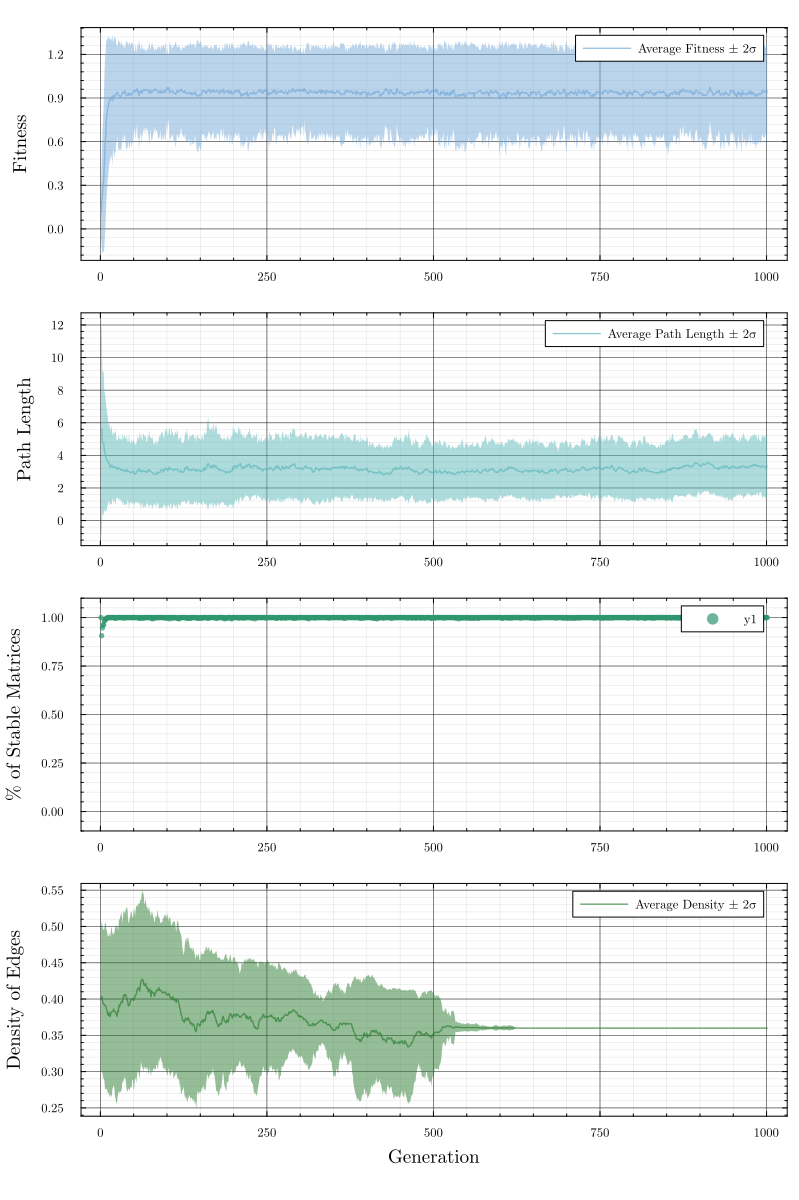 Fitness
1.2
0.9
0.6
0.3
0.0
Average Fitness ± 2σ
0 250 500 750 1000
Path Length
12
10
8
6
4
2
0
Average Path Length ± 2σ
0 250 500 750 1000
% of Stable Matrices
1.00
0.75
0.50
0.25
0.00
y1
0 250 500 750 1000
Density of Edges
0.55
0.50
0.45
0.40
0.35
0.30
0.25
Average Density ± 2σ
0 250 500 750 1000
Generation